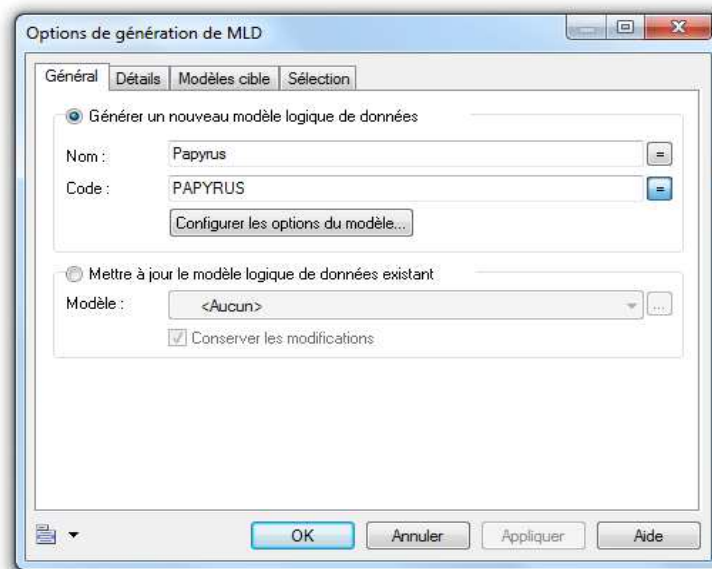 Options de génération de MLD
Général Détails Modèles cible Sélection
Générer un nouveau modèle logique de données
Nom : Papyrus =
Code : PAPYRUS =
Configurer les options du modèle...
Mettre à jour le modèle logique de données existant
Modèle : <Aucun> ...
Conserver les modifications
OK Annuler Appliquer Aide